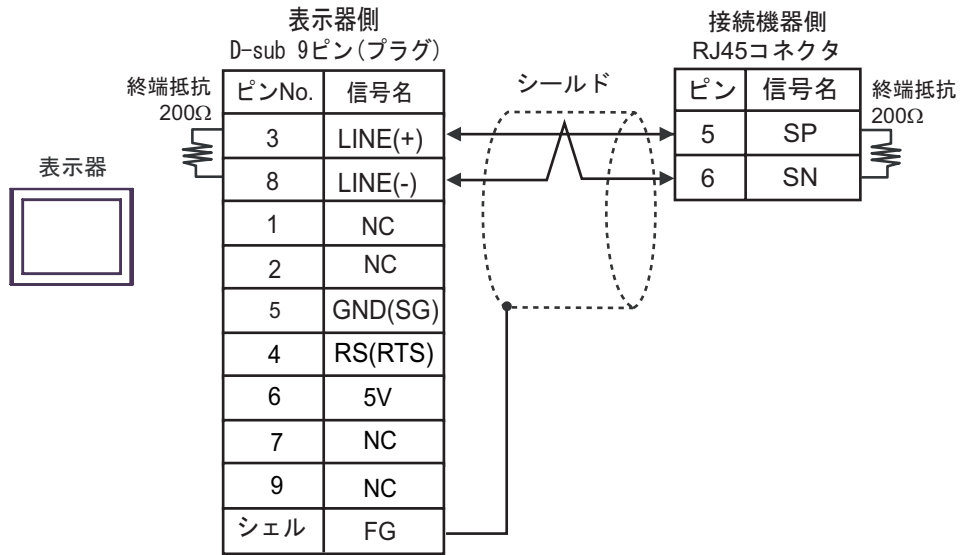 表示器側
D-sub 9ピン(プラグ)
接続機器側
RJ45コネクタ
シールド
終端抵抗
200Ω
終端抵抗
200Ω
表示器
ピンNo. 信号名
3 LINE(+)
8 LINE(-)
1 NC
2 NC
5 GND(SG)
4 RS(RTS)
6 5V
7 NC
9 NC
シェル FG
ピン 信号名
5 SP
6 SN